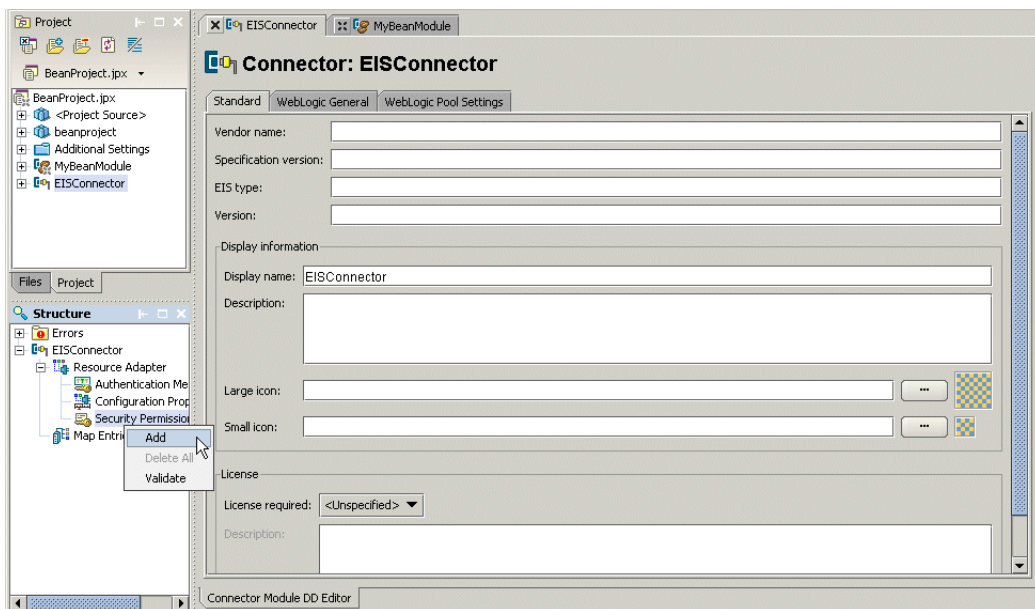 Project
BeanProject.jpx
BeanProject.jpx
<Project Source>
beanproject
Additional Settings
MyBeanModule
EISConnector
Files Project
Structure
Errors
EISConnector
Resource Adapter
Authentication Me
Configuration Prop
Security Permission
Map Entri
Add
Delete All
Validate
EISConnector MyBeanModule
Connector: EISConnector
Standard WebLogic General WebLogic Pool Settings
Vendor name:
Specification version:
EIS type:
Version:
Display information
Display name: EISConnector
Description:
Large icon: ...
Small icon: ...
License
License required: <Unspecified>
Description:
Connector Module DD Editor